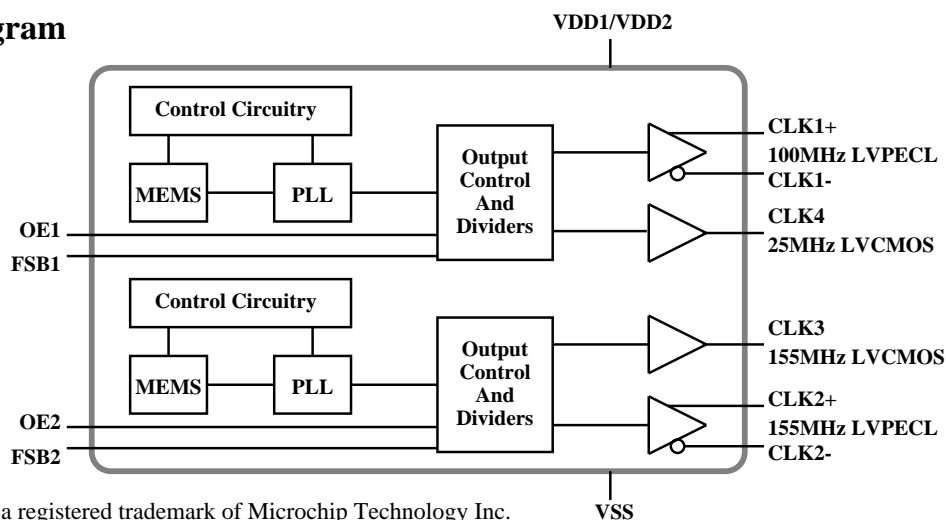 gram
VDD1/VDD2
Control Circuitry
MEMS
PLL
Output
Control
And
Dividers
CLK1+
100MHz LVPECL
CLK1-
CLK4
25MHz LVCMOS
OE1
FSB1
Control Circuitry
MEMS
PLL
Output
Control
And
Dividers
CLK3
155MHz LVCMOS
CLK2+
155MHz LVPECL
CLK2-
OE2
FSB2
VSS
a registered trademark of Microchip Technology Inc.